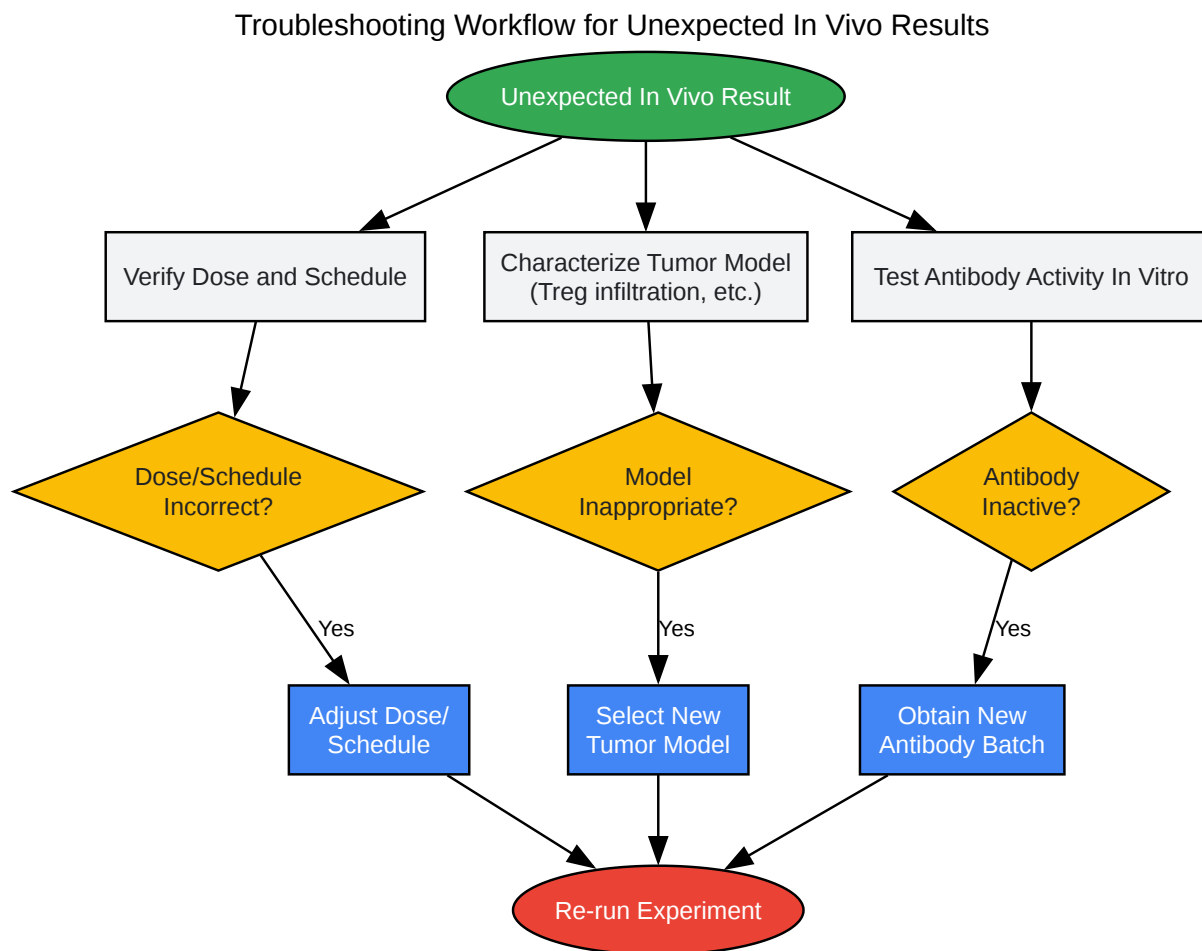 Troubleshooting Workflow for Unexpected In Vivo Results
Unexpected In Vivo Result
Verify Dose and Schedule
Characterize Tumor Model
(Treg infiltration, etc.)
Test Antibody Activity In Vitro
Dose/Schedule
Incorrect?
Model
Inappropriate?
Antibody
Inactive?
Yes
Yes
Yes
Adjust Dose/
Schedule
Select New
Tumor Model
Obtain New
Antibody Batch
Re-run Experiment